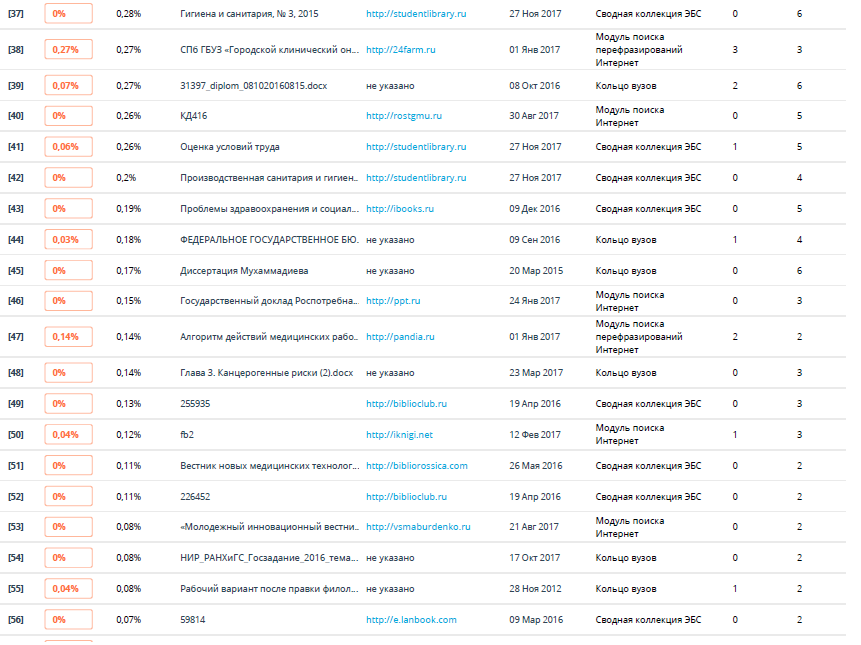 [37] 0% 0,28% Гигиена и санитария, № 3, 2015 http://studentlibrary.ru 27 Ноя 2017 Сводная коллекция ЭБС 0 6
[38] 0,27% 0,27% СПб ГБУЗ «Городской клинический он... http://24farm.ru 01 Янв 2017 Модуль поиска
перефразирований
Интернет 3 3
[39] 0,07% 0,27% 31397_diplom_081020160815.docx не указано 08 Окт 2016 Кольцо вузов 2 6
[40] 0% 0,26% КД416 http://rostgmu.ru 30 Авг 2017 Модуль поиска
Интернет 0 5
[41] 0,06% 0,26% Оценка условий труда http://studentlibrary.ru 27 Ноя 2017 Сводная коллекция ЭБС 1 5
[42] 0% 0,2% Производственная санитария и гигиен.. http://studentlibrary.ru 27 Ноя 2017 Сводная коллекция ЭБС 0 4
[43] 0% 0,19% Проблемы здравоохранения и социал... http://ibooks.ru 09 Дек 2016 Сводная коллекция ЭБС 0 5
[44] 0,03% 0,18% ФЕДЕРАЛЬНОЕ ГОСУДАРСТВЕННОЕ БЮ. не указано 09 Сен 2016 Кольцо вузов 1 4
[45] 0% 0,17% Диссертация Мухаммадиева не указано 20 Мар 2015 Кольцо вузов 0 6
[46] 0% 0,15% Государственный доклад Роспотребна... http://ppt.ru 24 Янв 2017 Модуль поиска
Интернет 0 3
[47] 0,14% 0,14% Алгоритм действий медицинских рабо.. http://pandia.ru 01 Янв 2017 Модуль поиска
перефразирований
Интернет 2 2
[48] 0% 0,14% Глава 3. Канцерогенные риски (2).docx не указано 23 Мар 2017 Кольцо вузов 0 3
[49] 0% 0,13% 255935 http://biblioclub.ru 19 Апр 2016 Сводная коллекция ЭБС 0 3
[50] 0,04% 0,12% fb2 http://iknigi.net 12 Фев 2017 Модуль поиска
Интернет 1 3
[51] 0% 0,11% Вестник новых медицинских технолог... http://bibliorossica.com 26 Мая 2016 Сводная коллекция ЭБС 0 2
[52] 0% 0,11% 226452 http://biblioclub.ru 19 Апр 2016 Сводная коллекция ЭБС 0 2
[53] 0% 0,08% «Молодежный инновационный вестни.. http://vsmaburdenko.ru 21 Авг 2017 Модуль поиска
Интернет 0 2
[54] 0% 0,08% НИР_РАНХиГС_Госзадание_2016_тема... не указано 17 Окт 2017 Кольцо вузов 0 2
[55] 0,04% 0,08% Рабочий вариант после правки филол... не указано 28 Ноя 2012 Кольцо вузов 1 2
[56] 0% 0,07% 59814 http://e.lanbook.com 09 Мар 2016 Сводная коллекция ЭБС 0 2